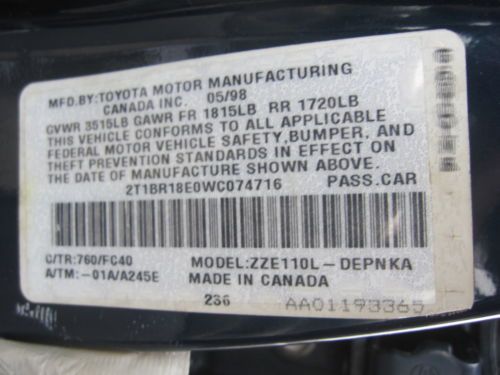 MFD.BY:TOYOTA MOTOR MANUFACTURING
CANADA INC. 05/98
GVWR 3515LB GAWR FR 1815LB RR 1720LB
THIS VEHICLE CONFORMS TO ALL APPLICABLE
FEDERAL MOTOR VEHICLE SAFETY,BUMPER, AND
THEFT PREVENTION STANDARDS IN EFFECT ON
THE DATE OF MANUFACTURE SHOWN ABOVE.
2T1BR18E0WC074716 PASS.CAR
C/TR:760/FC40 MODEL:ZZE110L-DEPNKA
A/TM:-01A/A245E MADE IN CANADA
236 AA01193365